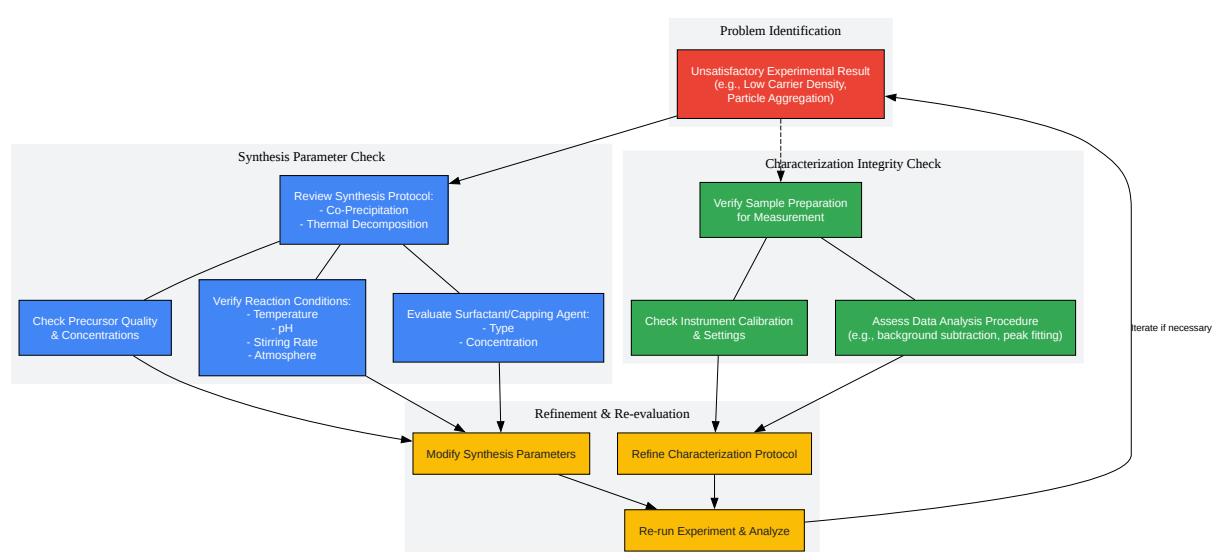 Problem Identification
Unsatisfactory Experimental Result
(e.g., Low Carrier Density,
Particle Aggregation)
Synthesis Parameter Check
Review Synthesis Protocol:
- Co-Precipitation
- Thermal Decomposition
Check Precursor Quality
& Concentrations
Verify Reaction Conditions:
- Temperature
- pH
- Stirring Rate
- Atmosphere
Evaluate Surfactant/Capping Agent:
- Type
- Concentration
Characterization Integrity Check
Verify Sample Preparation
for Measurement
Check Instrument Calibration
& Settings
Assess Data Analysis Procedure
(e.g., background subtraction, peak fitting)
Iterate if necessary
Refinement & Re-evaluation
Modify Synthesis Parameters
Refine Characterization Protocol
Re-run Experiment & Analyze